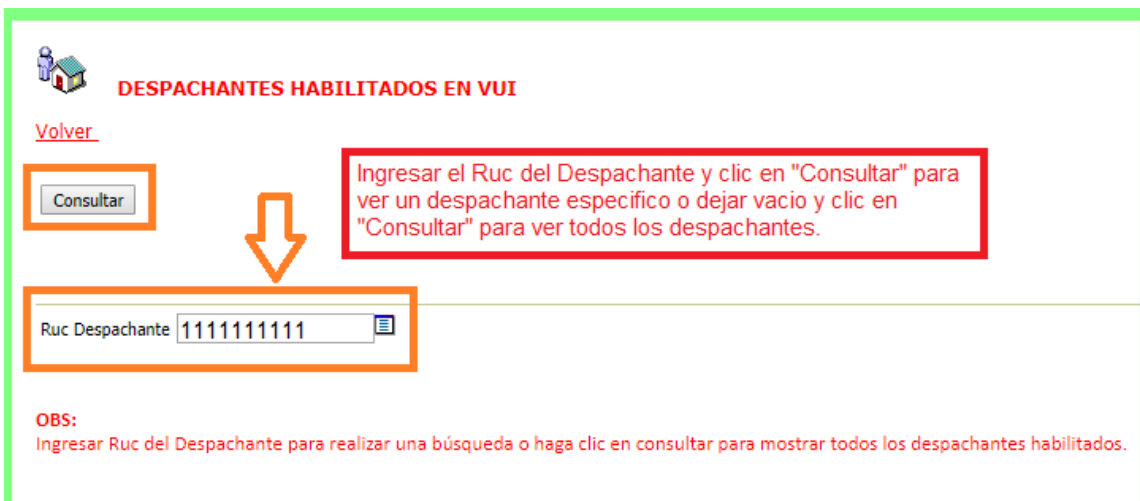 DESPACHANTES HABILITADOS EN VUI
Volver
Consultar
Ingresar el Ruc del Despachante y clic en "Consultar" para
ver un despachante especifico o dejar vacio y clic en
"Consultar" para ver todos los despachantes.
Ruc Despachante 1111111111
OBS:
Ingresar Ruc del Despachante para realizar una búsqueda o haga clic en consultar para mostrar todos los despachantes habilitados.